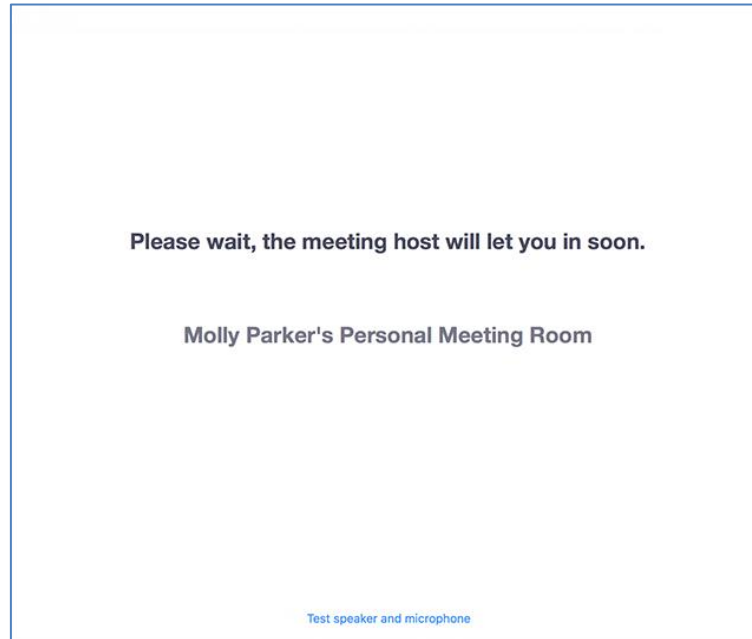 Please wait, the meeting host will let you in soon.
Molly Parker's Personal Meeting Room
Test speaker and microphone